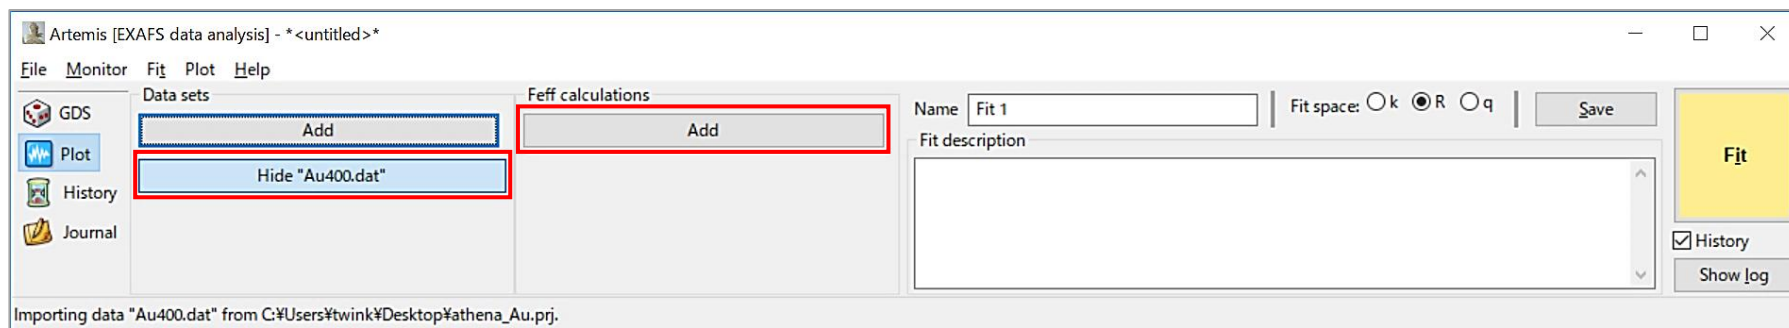 Artemis [EXAFS data analysis] - *<untitled>*
File Monitor Fit Plot Help
GDS
Plot
History
Journal
Data sets
Add
Hide "Au400.dat"
Feff calculations
Add
Name Fit 1
Fit space: k R q
Save
Fit description
Fit
History
Show log
Importing data "Au400.dat" from C:¥Users¥twink¥Desktop¥athena_Au.prj.